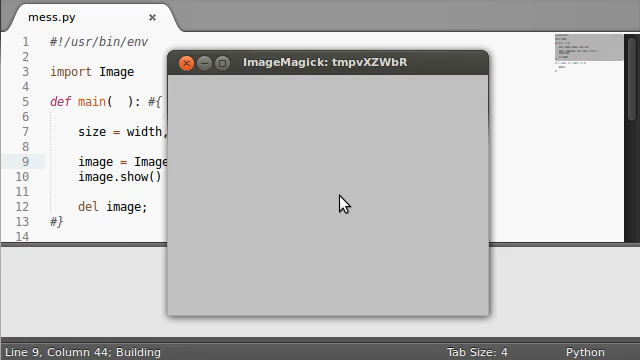 mess.py ×
1 #!/usr/bin/env
2
3 import Image
4
5 def main(  ): #{
6
7     size = width,
8
9     image = Image
10     image.show()
11
12     del image;
13 #}
14
ImageMagick: tmpvXZWbR
Line 9, Column 44; Building Tab Size: 4 Python